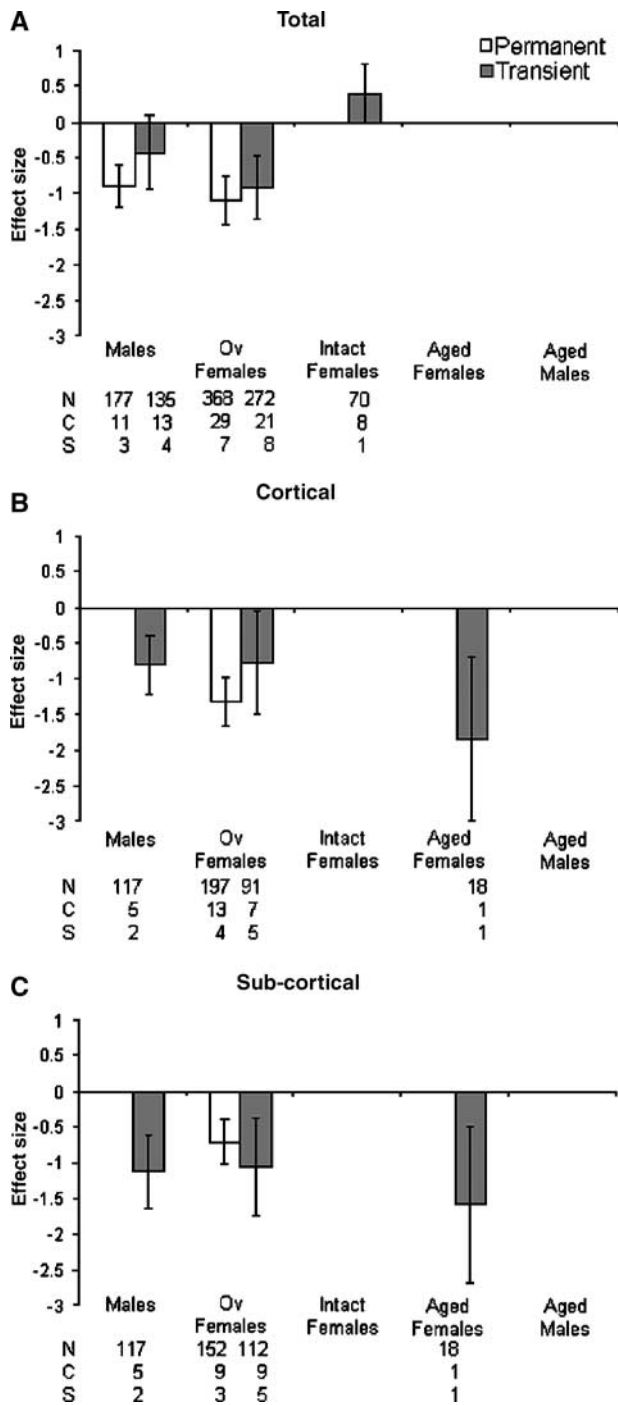 A
Total
Permanent
Transient
Effect size
1
0.5
0
-0.5
-1
-1.5
-2
-2.5
-3
Males Ov Females Intact Females Aged Females Aged Males
N 177 135 368 272 70
C 11 13 29 21 8
S 3 4 7 8 1
B
Cortical
Effect size
1
0.5
0
-0.5
-1
-1.5
-2
-2.5
-3
Males Ov Females Intact Females Aged Females Aged Males
N 117 197 91 18
C 5 13 7 1
S 2 4 5 1
C
Sub-cortical
Effect size
1
0.5
0
-0.5
-1
-1.5
-2
-2.5
-3
Males Ov Females Intact Females Aged Females Aged Males
N 117 152 112 18
C 5 9 9 1
S 2 3 5 1